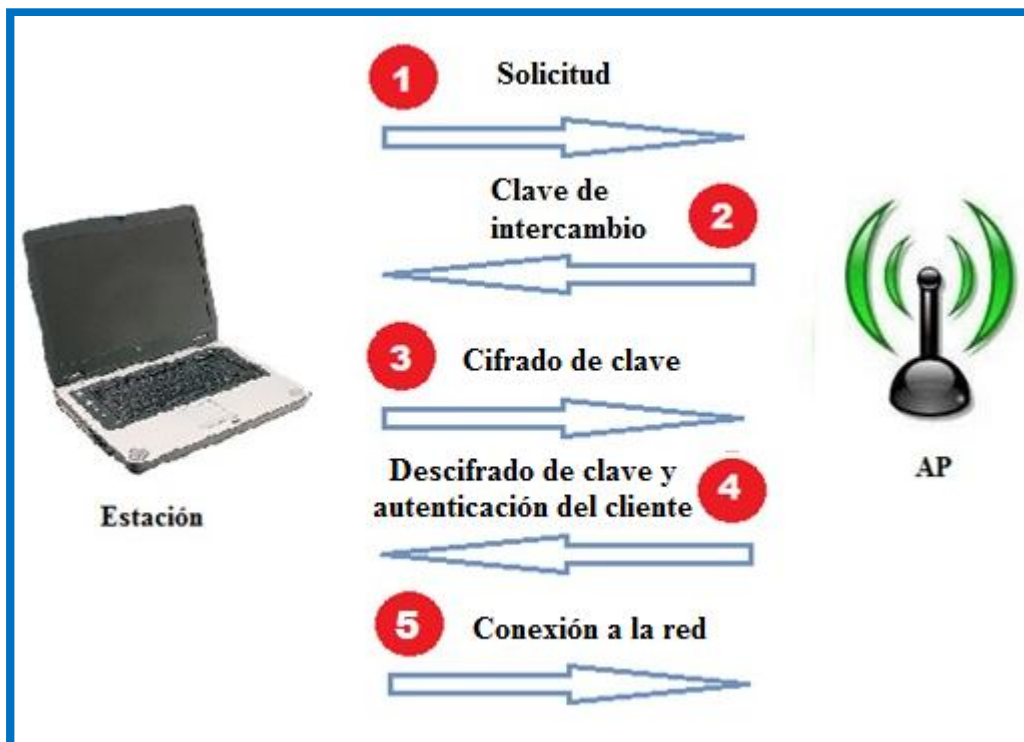 1 Solicitud
Clave de
intercambio
2
3 Cifrado de clave
Descifrado de clave y
autenticación del cliente
4
5 Conexión a la red
Estación
AP